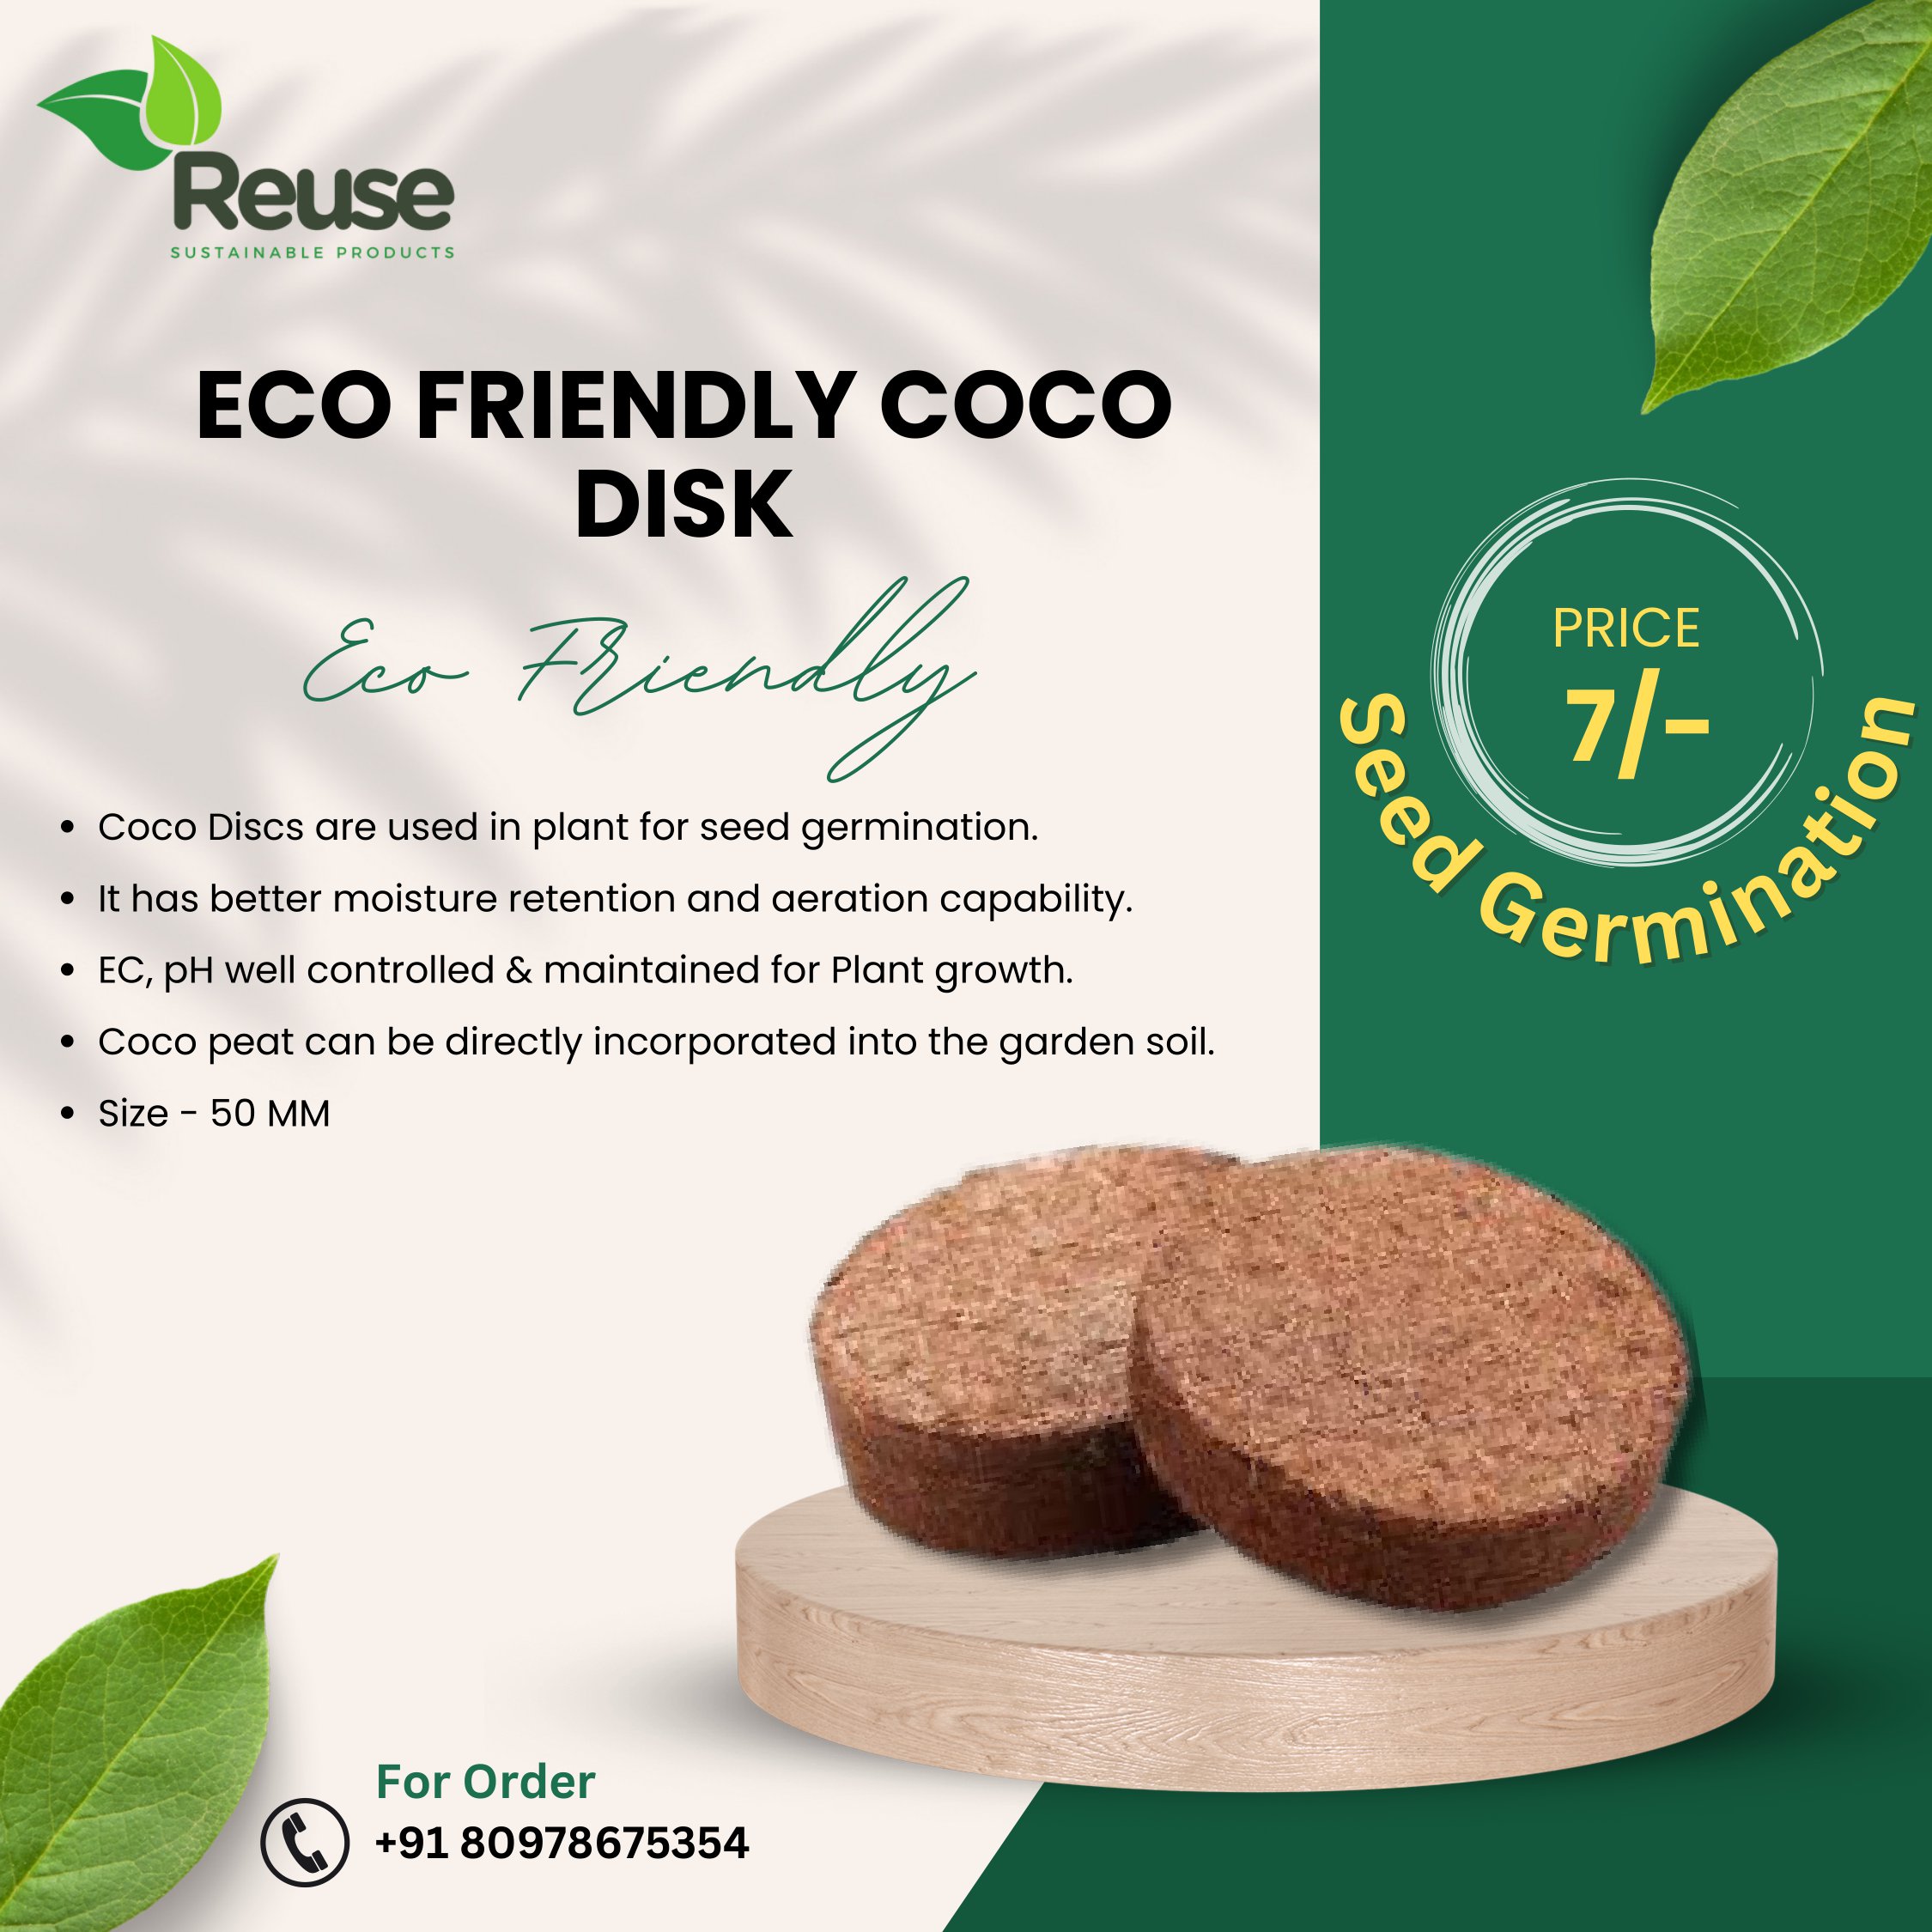 Reuse
SUSTAINABLE PRODUCTS
ECO FRIENDLY COCO
DISK
Eco Friendly
• Coco Discs are used in plant for seed germination.
• It has better moisture retention and aeration capability.
• EC, pH well controlled & maintained for Plant growth.
• Coco peat can be directly incorporated into the garden soil.
• Size - 50 MM
PRICE
7/-
Seed Germination
For Order
+91 80978675354